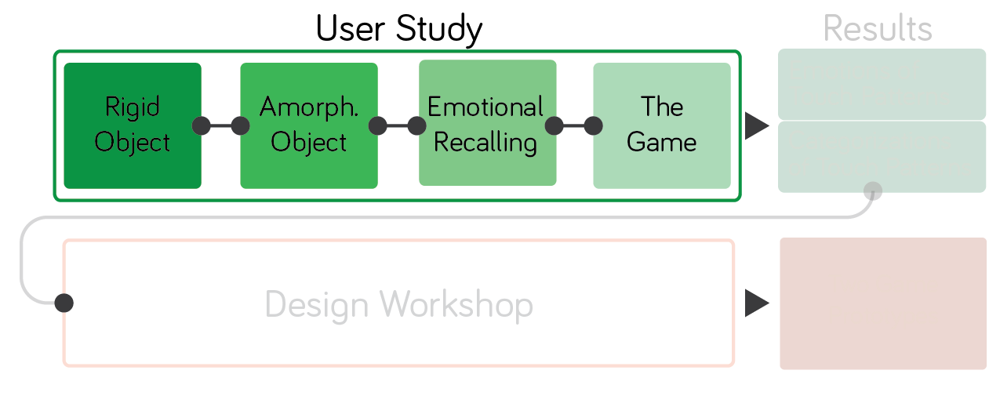 User Study
Results
Rigid
Object
Amorph.
Object
Emotional
Recalling
The
Game
Design Workshop